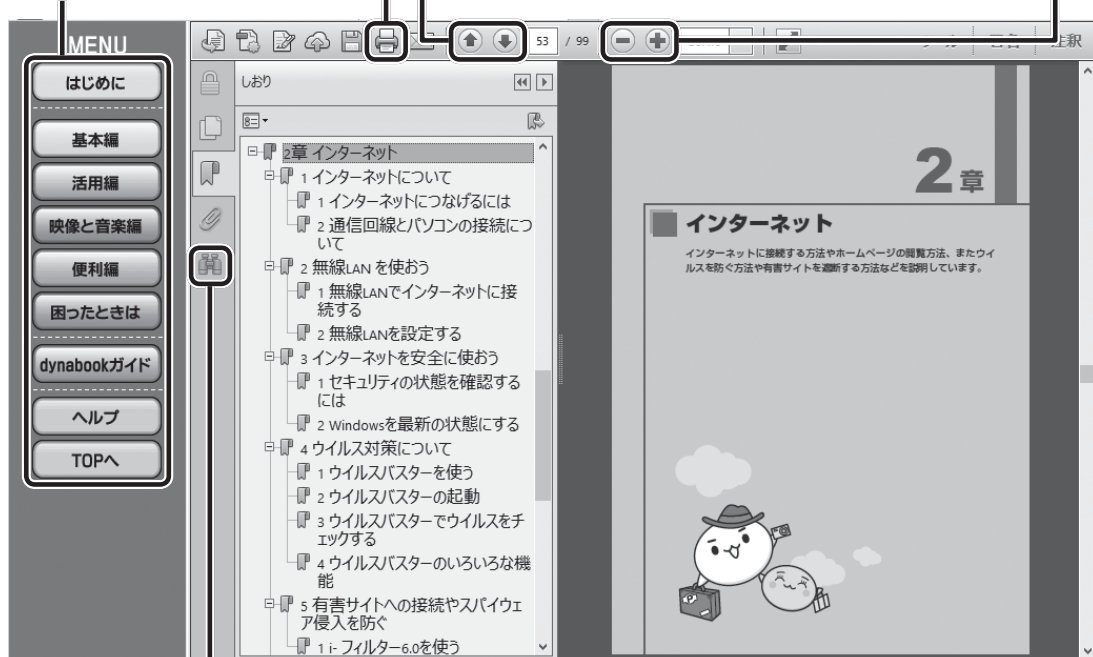 MENU
はじめに
基本編
活用編
映像と音楽編
便利編
困ったときは
dynabookガイド
ヘルプ
TOPへ
53 / 99
注釈
しおり
2章 インターネット
1 インターネットについて
1 インターネットにつなげるには
2 通信回線とパソコンの接続につ
いて
2 無線LAN を使おう
1 無線LANでインターネットに接
続する
2 無線LANを設定する
3 インターネットを安全に使おう
1 セキュリティの状態を確認する
には
2 Windowsを最新の状態にする
4 ウイルス対策について
1 ウイルスバスターを使う
2 ウイルスバスターの起動
3 ウイルスバスターでウイルスをチ
ェックする
4 ウイルスバスターのいろいろな機
能
5 有害サイトへの接続やスパイウェ
ア侵入を防ぐ
1 i- フィルター6.0を使う
2章
インターネット
インターネットに接続する方法やホームページの閲覧方法、またウイ
ルスを防ぐ方法や有害サイトを遮断する方法などを説明しています。